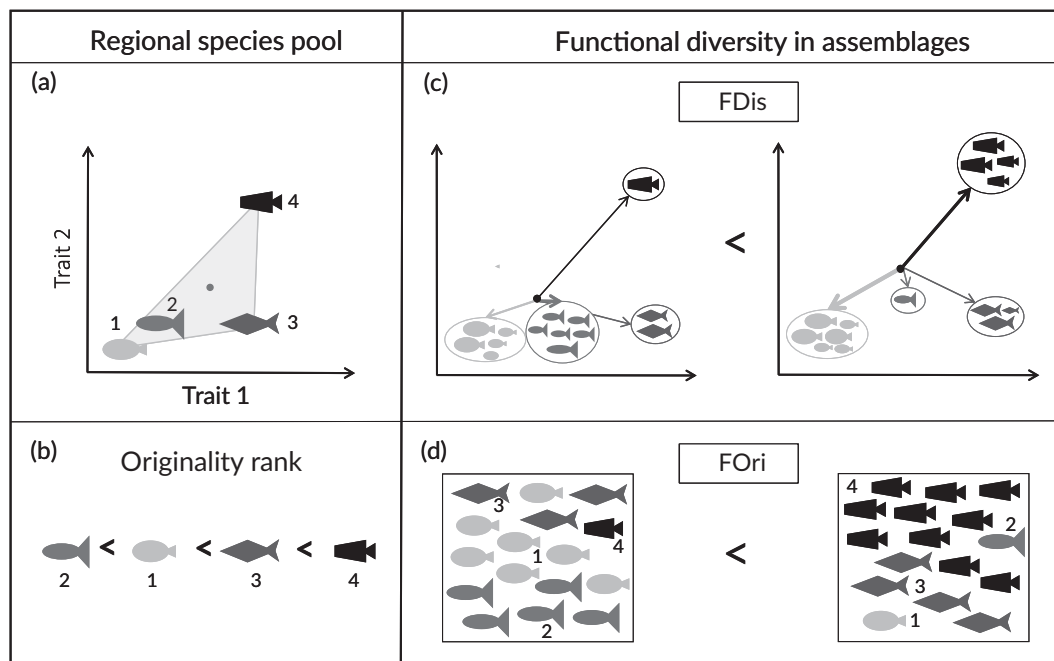 Regional species pool
Functional diversity in assemblages
(a)
Trait 2
4
2
1
3
Trait 1
(b)
Originality rank
< < <
2 1 3 4
(c)
FDis
<
(d)
FOri
3
4
1
2
<
4
2
3
1